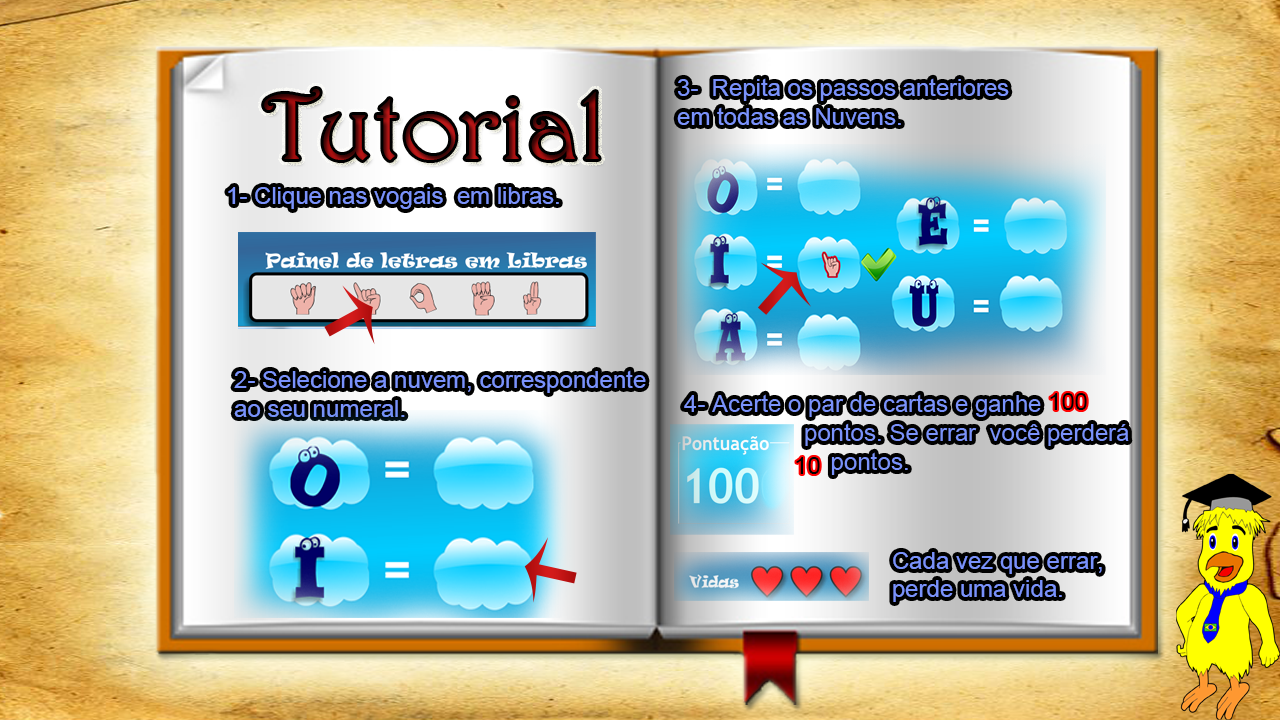 Tutorial
1- Clique nas vogais em libras.
Painel de letras em Libras
2- Selecione a nuvem, correspondente
ao seu numeral.
O =
I =
3- Repita os passos anteriores
em todas as Nuvens.
O =
E =
I =
U =
A =
4- Acerte o par de cartas e ganhe 100
pontos. Se errar você perderá
10 pontos.
Pontuação
100
Vidas
Cada vez que errar,
perde uma vida.